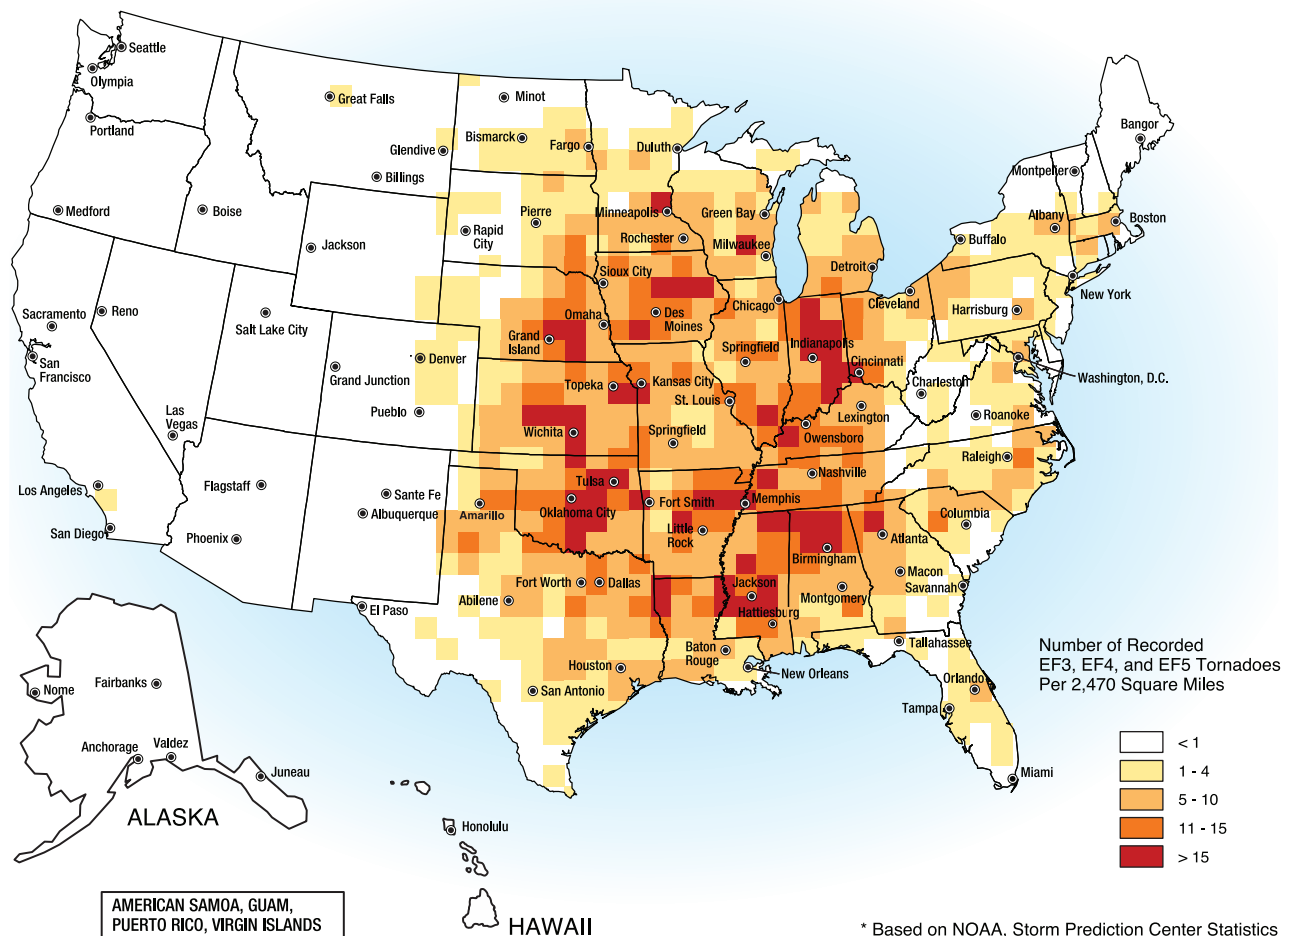 Seattle
Olympia
Portland
Medford
Boise
Great Falls
Glendive
Billings
Jackson
Minot
Bismarck
Fargo
Duluth
Pierre
Rapid
City
Minneapolis
Rochester
Green Bay
Milwaukee
Detroit
Bangor
Montpelier
Albany
Boston
Buffalo
Cleveland
New York
Harrisburg
Washington, D.C.
Sacramento
San
Francisco
Reno
Las
Vegas
Salt Lake City
Grand Junction
Denver
Pueblo
Sioux City
Omaha
Grand
Island
Des
Moines
Chicago
Springfield
Indianapolis
Cincinnati
Charleston
Roanoke
Topeka
Kansas City
St. Louis
Lexington
Owensboro
Wichita
Springfield
Nashville
Raleigh
Los Angeles
San Diego
Flagstaff
Phoenix
Santa Fe
Albuquerque
Amarillo
Tulsa
Oklahoma City
Fort Smith
Little
Rock
Memphis
Columbia
Atlanta
Birmingham
Macon
Savannah
Montgomery
Jackson
Hattiesburg
Fort Worth
Dallas
Abilene
El Paso
Houston
San Antonio
Baton
Rouge
New Orleans
Tallahassee
Orlando
Tampa
Miami
Nome
Fairbanks
Anchorage
Valdez
Juneau
ALASKA
Honolulu
HAWAII
AMERICAN SAMOA, GUAM,
PUERTO RICO, VIRGIN ISLANDS
Number of Recorded
EF3, EF4, and EF5 Tornadoes
Per 2,470 Square Miles
< 1
1 - 4
5 - 10
11 - 15
> 15
* Based on NOAA, Storm Prediction Center Statistics